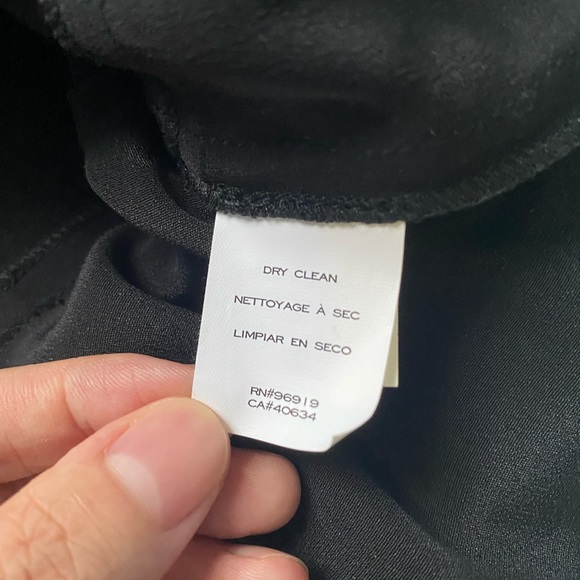 DRY CLEAN
NETTOYAGE À SEC
LIMPIAR EN SECO
RN#96919
CA#40634